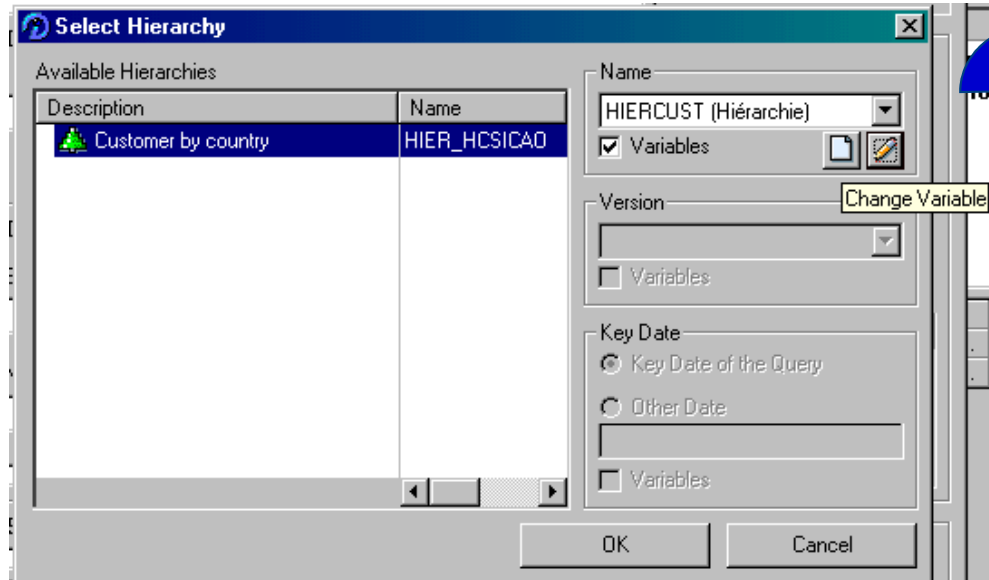 Select Hierarchy
Available Hierarchies
Description Name
Customer by country HIER_HCSICAO
Name
HIERCUST (Hiérarchie)
Variables
Change Variable
Version
Variables
Key Date
Key Date of the Query
Other Date
Variables
OK Cancel